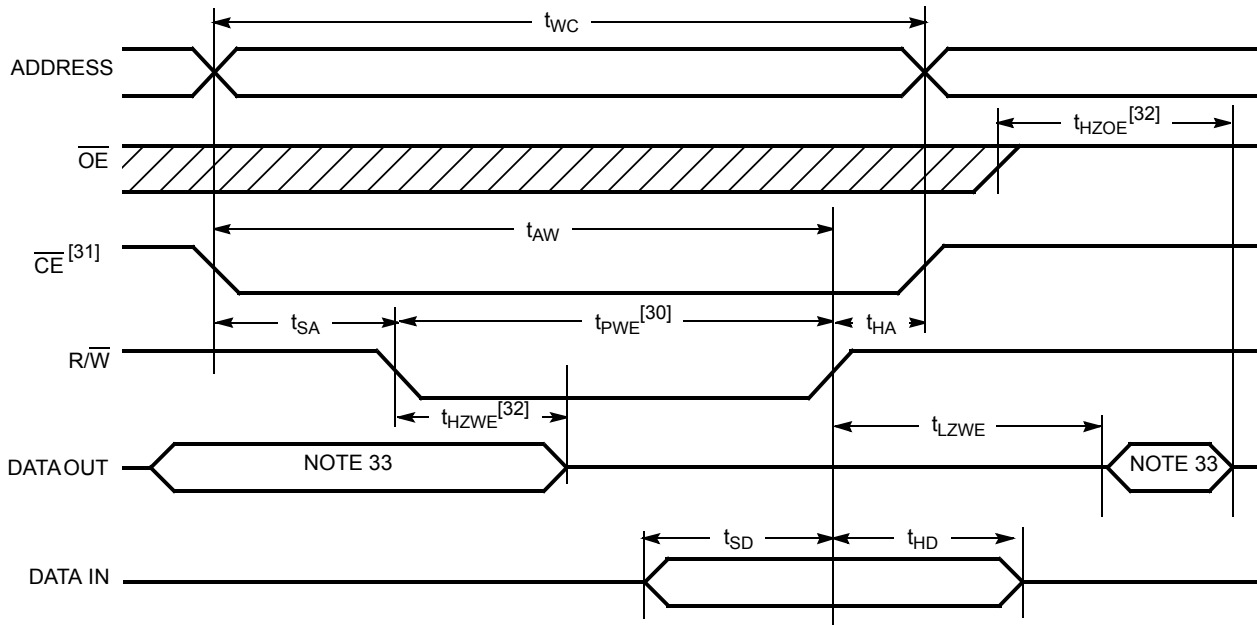 tWC
ADDRESS
tHZOE[32]
OE
tAW
CE[31]
tSA tPWE[30] tHA
R/W
tHZWE[32]
tLZWE
DATA OUT NOTE 33 NOTE 33
tSD tHD
DATA IN